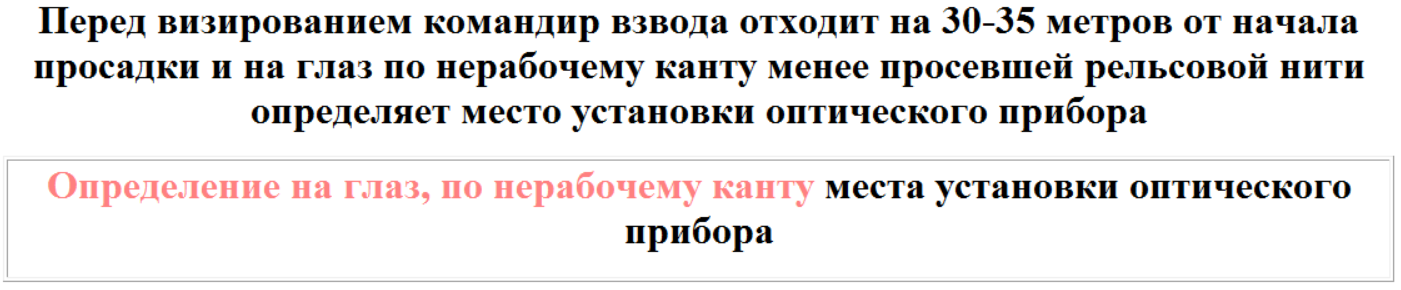 Перед визированием командир взвода отходит на 30-35 метров от начала
просадки и на глаз по нерабочему канту менее просевшей рельсовой нити
определяет место установки оптического прибора
Определение на глаз, по нерабочему канту места установки оптического
прибора